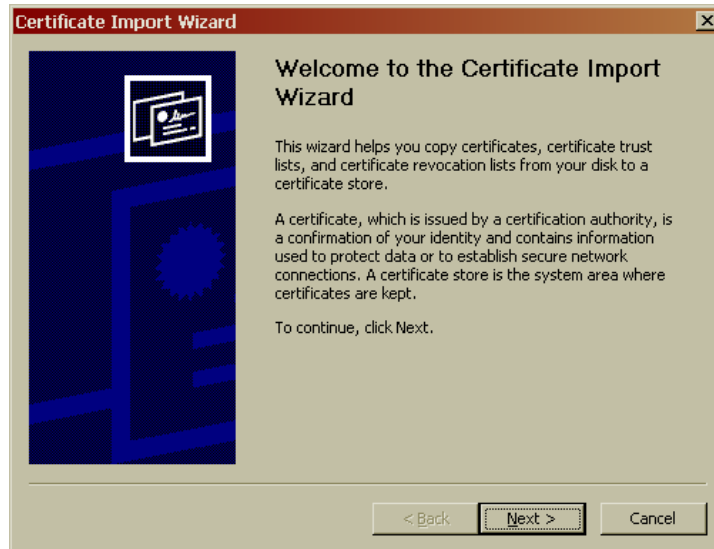 Certificate Import Wizard
Welcome to the Certificate Import
Wizard
This wizard helps you copy certificates, certificate trust
lists, and certificate revocation lists from your disk to a
certificate store.
A certificate, which is issued by a certification authority, is
a confirmation of your identity and contains information
used to protect data or to establish secure network
connections. A certificate store is the system area where
certificates are kept.
To continue, click Next.
< Back Next > Cancel